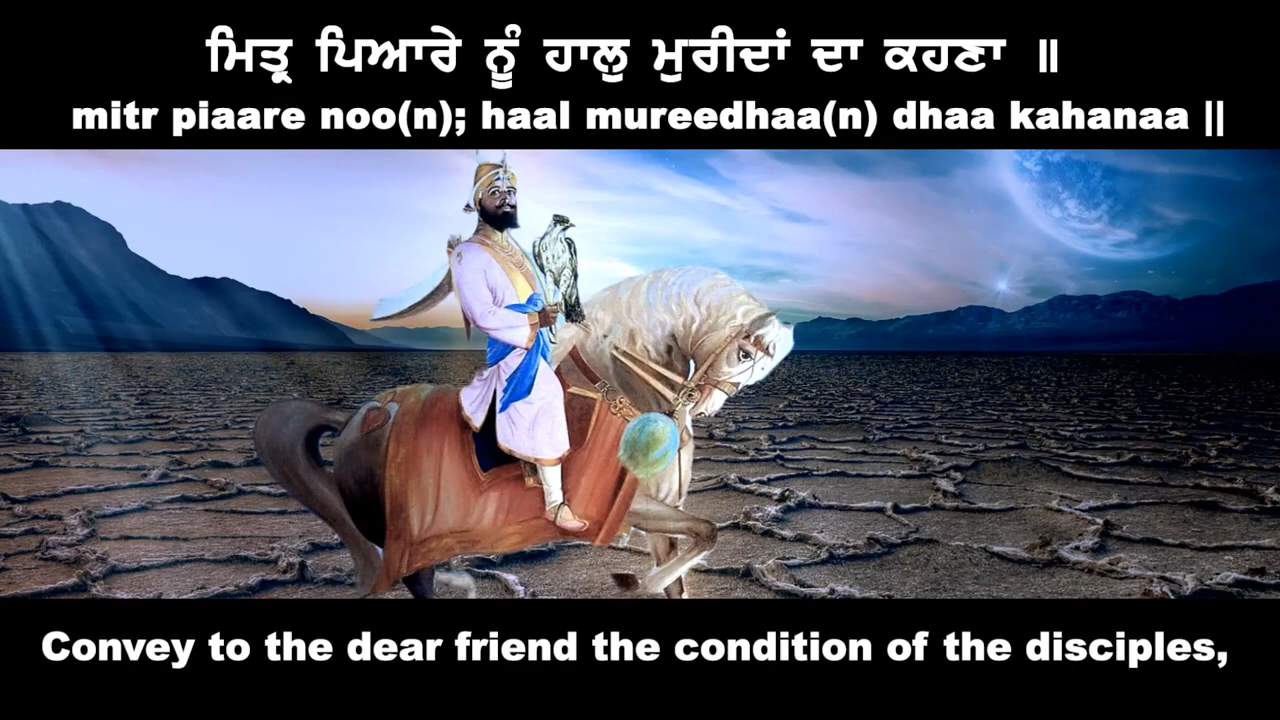 ਮਿਤ੍ਰ ਪਿਆਰੇ ਨੂੰ ਹਾਲੁ ਮੁਰੀਦਾਂ ਦਾ ਕਹਣਾ ॥
mitr piaare noo(n); haal mureedhaa(n) dhaa kahanaa ||
Convey to the dear friend the condition of the disciples,